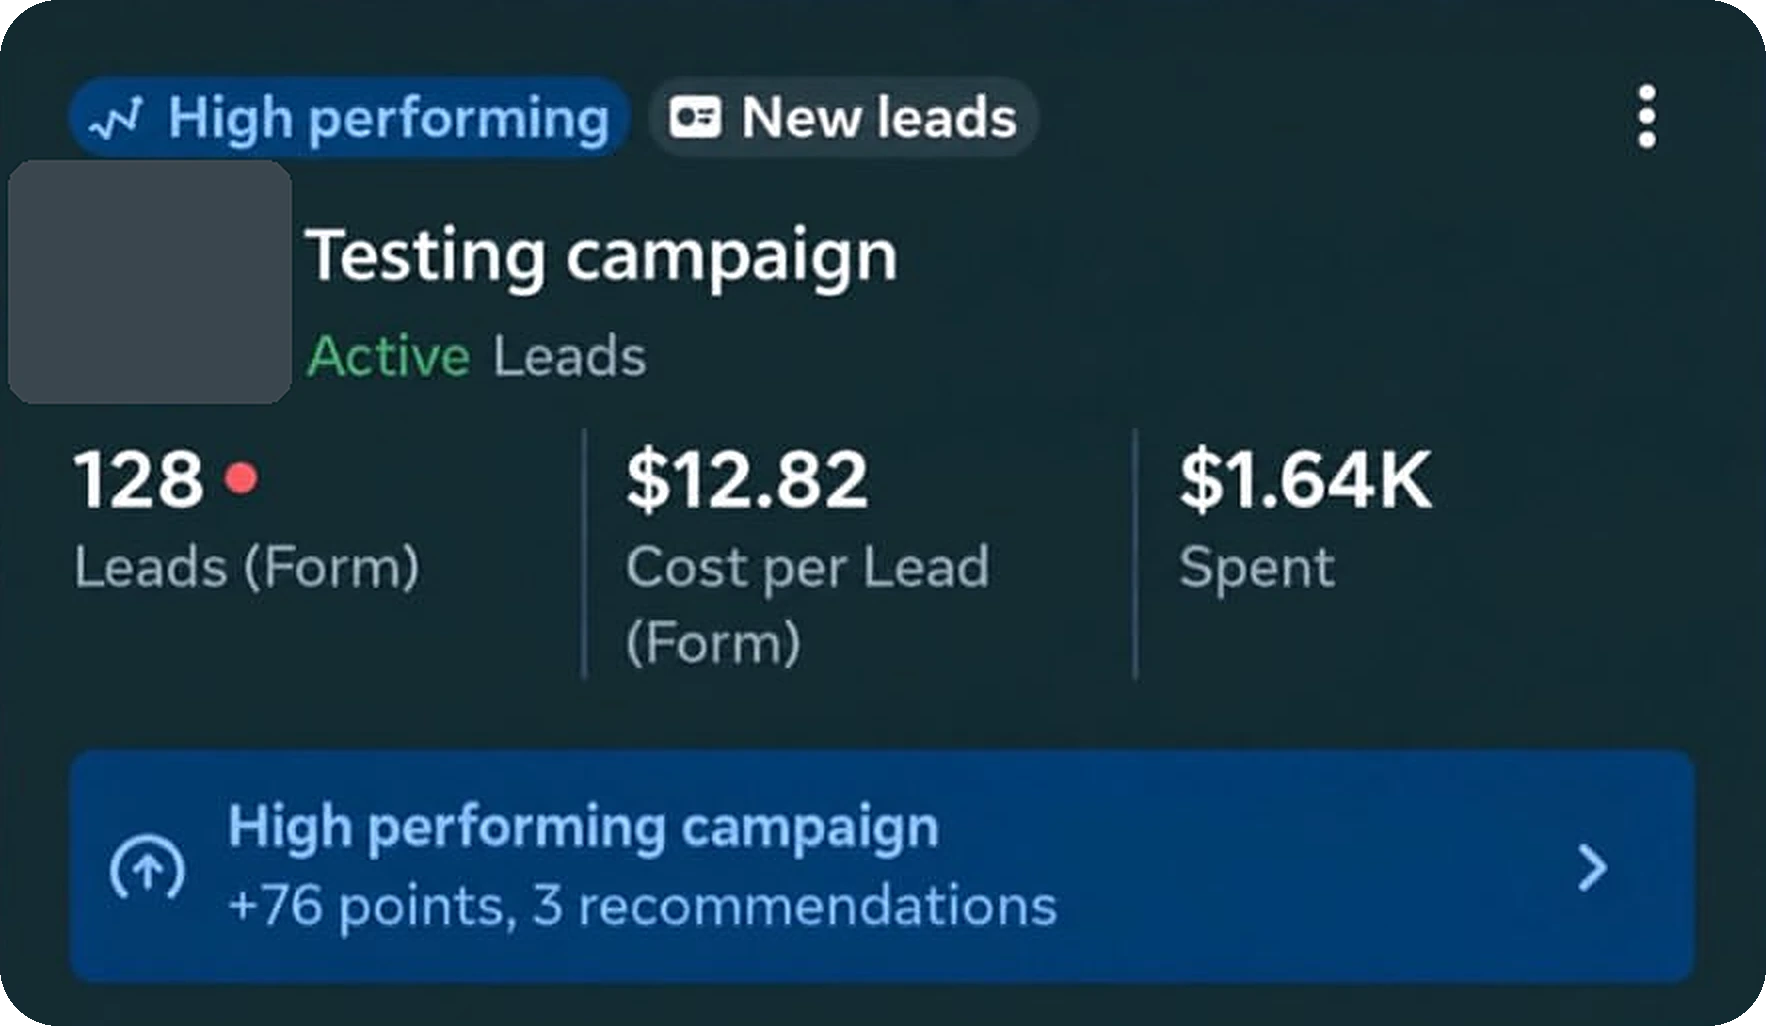 High performing New leads
Testing campaign
Active Leads
128 $12.82 $1.64K
Leads (Form) Cost per Lead Spent
(Form)
High performing campaign
+76 points, 3 recommendations